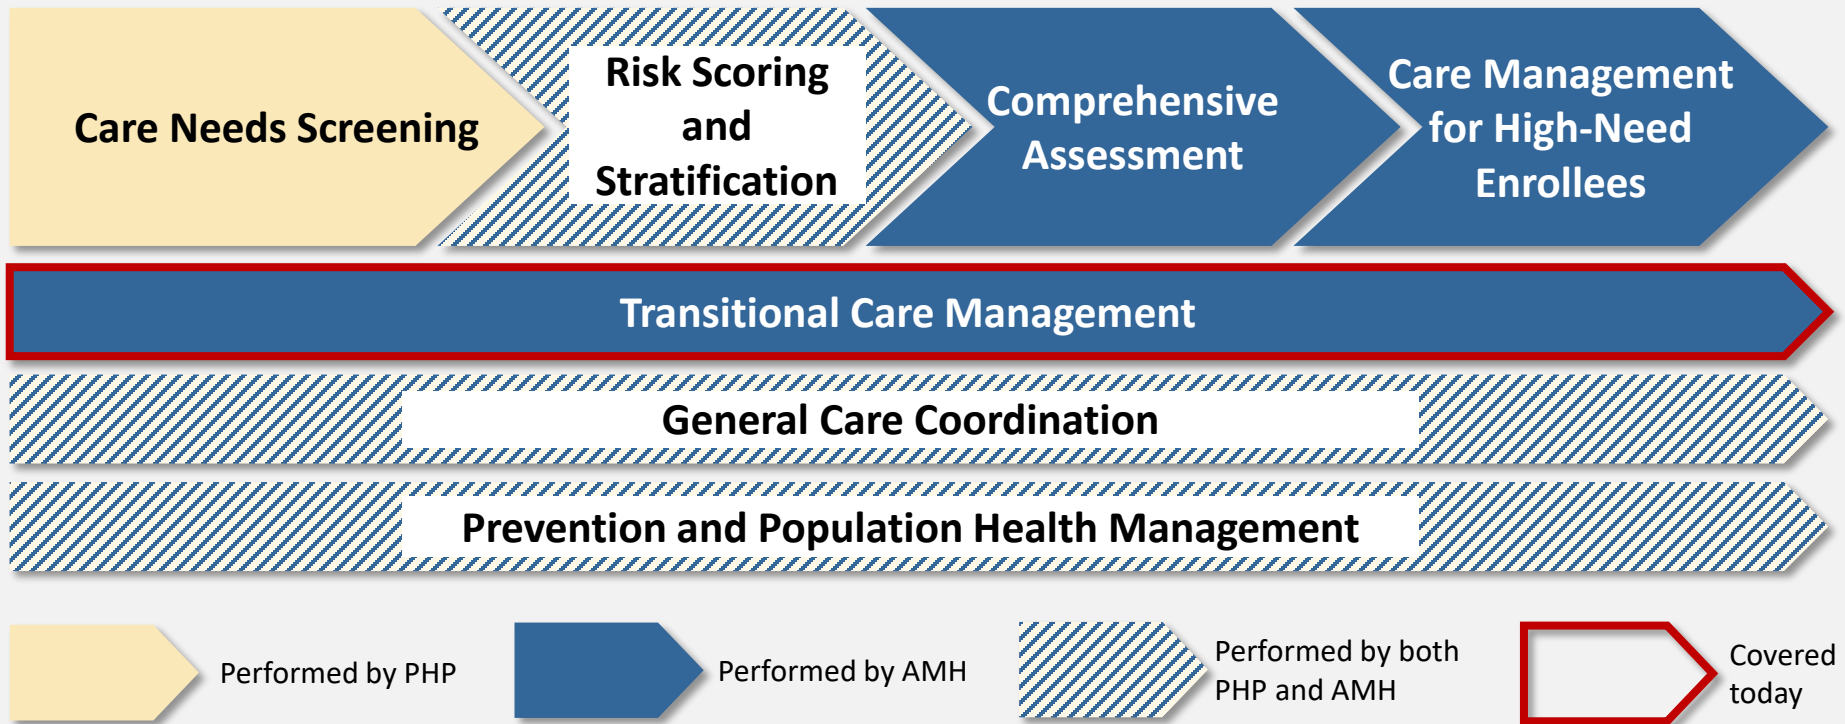 Care Needs Screening
Risk Scoring
and
Stratification
Comprehensive
Assessment
Care Management
for High-Need
Enrollees
Transitional Care Management
General Care Coordination
Prevention and Population Health Management
Performed by PHP
Performed by AMH
Performed by both
PHP and AMH
Covered
today